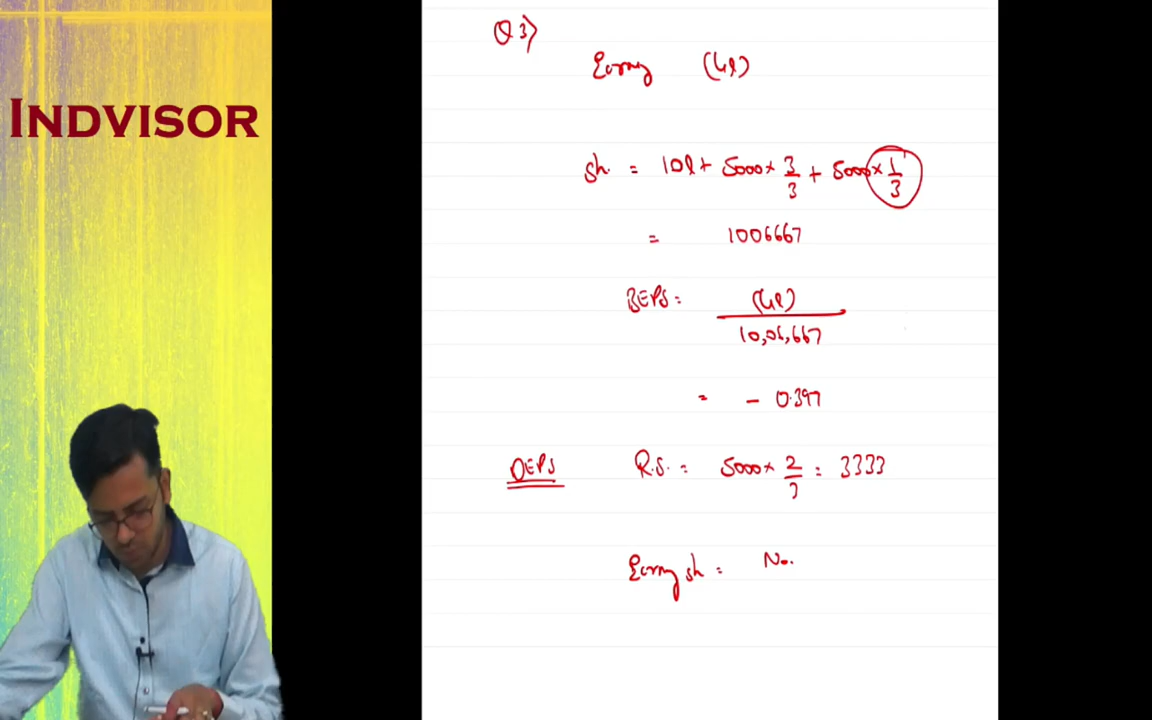 INDVISOR
Q 3)
Earning (4l)
Sh. = 10l + 5000 × 3/3 + 5000 × 1/3
= 1006667
BEPS = (4l) / 10,06,667
= - 0.397
DEPS R.S. = 5000 × 2/3 = 3333
Earning sh = No.